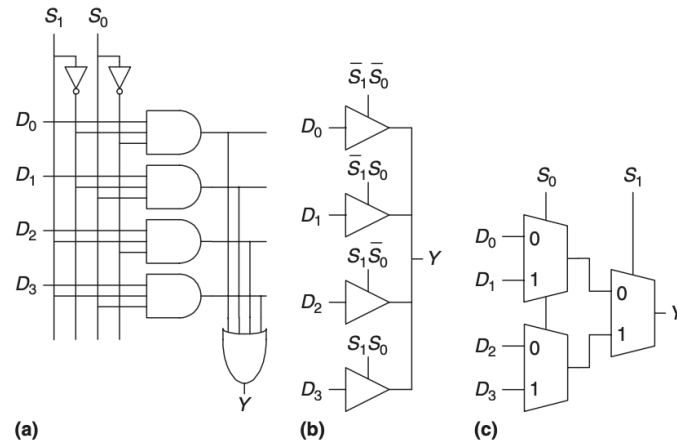 S₁ S₀
D₀
D₁
D₂
D₃
Y
(a)
S̅₁S̅₀
D₀
S̅₁S₀
D₁
Y
S₁S̅₀
D₂
S₁S₀
D₃
(b)
S₀ S₁
D₀ 0
D₁ 1
0
Y
1
D₂ 0
D₃ 1
(c)